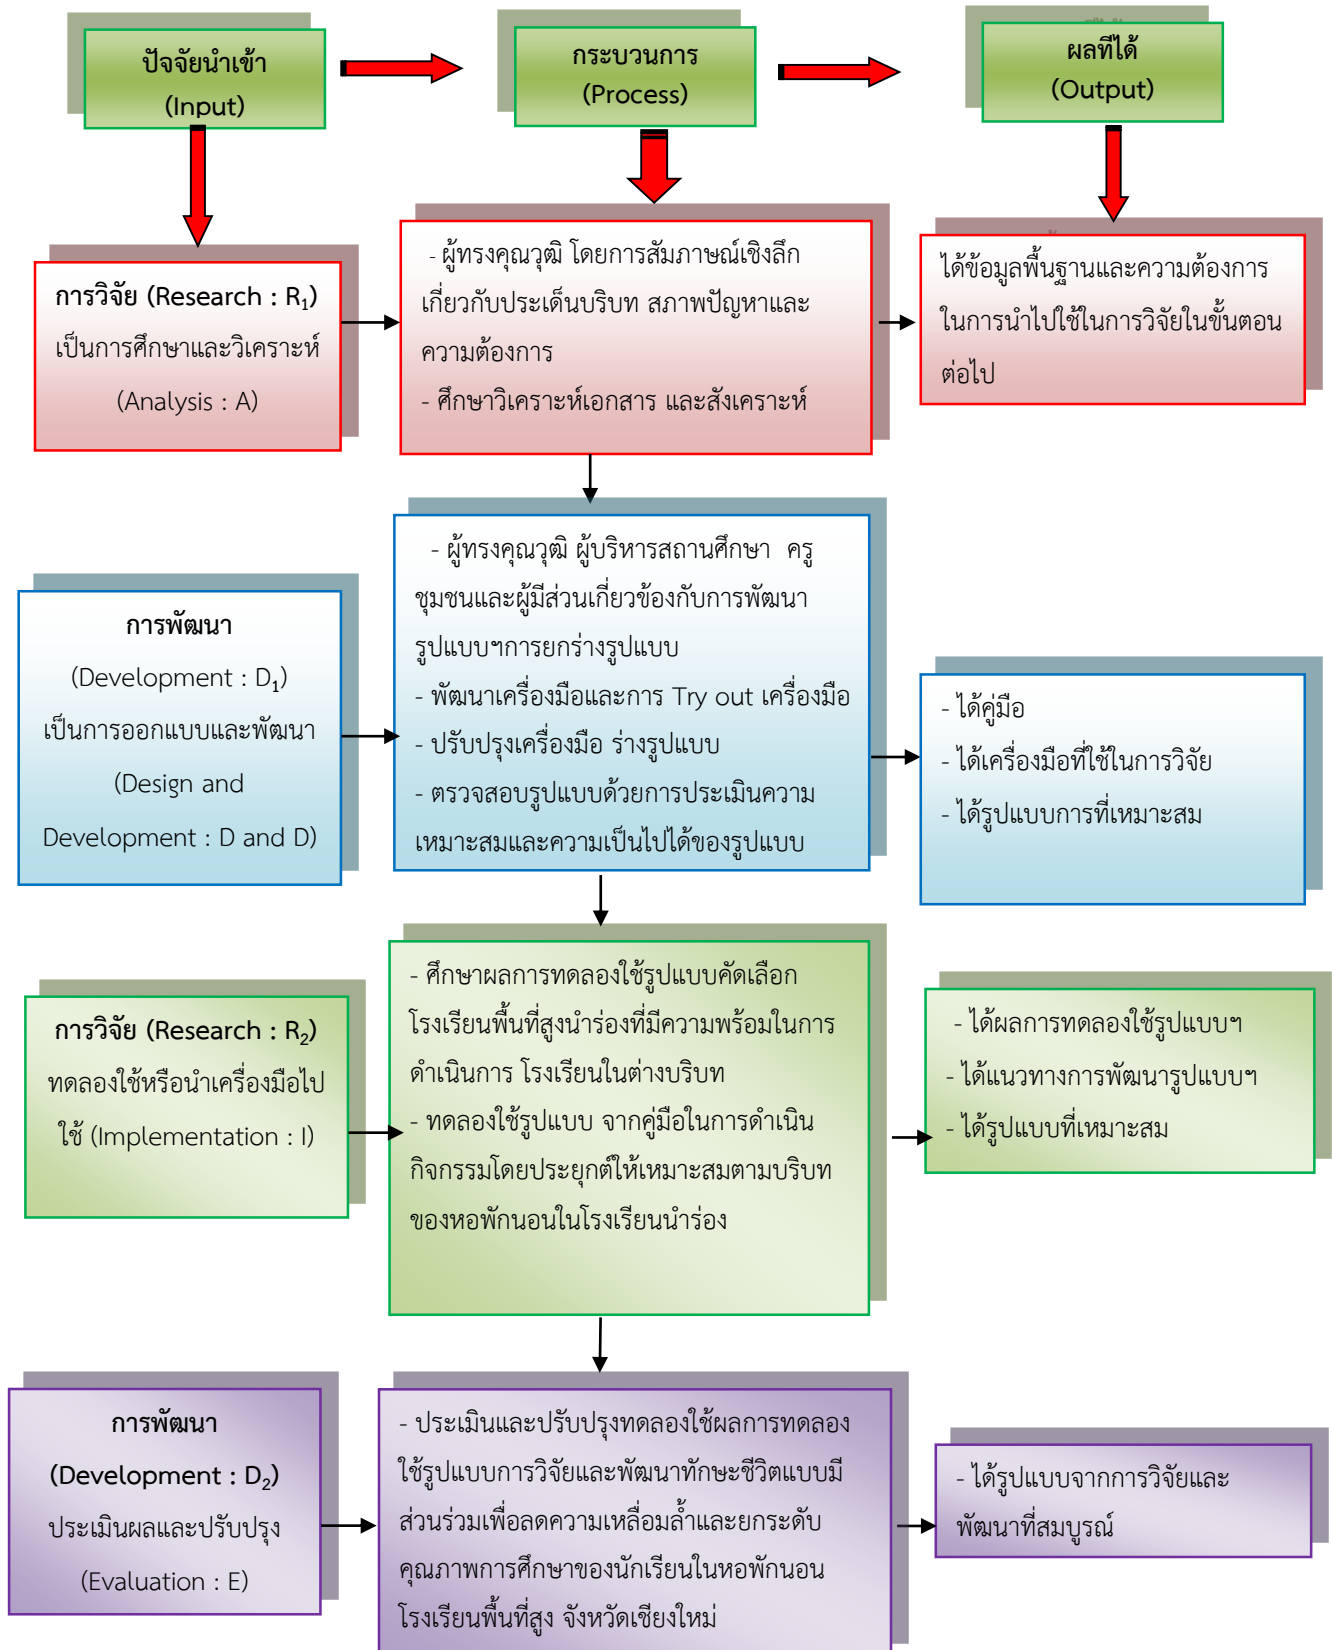 ปัจจัยนำเข้า
(Input)
กระบวนการ
(Process)
ผลที่ได้
(Output)
การวิจัย (Research : R₁)
เป็นการศึกษาและวิเคราะห์
(Analysis : A)
- ผู้ทรงคุณวุฒิ โดยการสัมภาษณ์เชิงลึก
เกี่ยวกับประเด็นบริบท สภาพปัญหาและ
ความต้องการ
- ศึกษาวิเคราะห์เอกสาร และสังเคราะห์
ได้ข้อมูลพื้นฐานและความต้องการ
ในการนำไปใช้ในการวิจัยในขั้นตอน
ต่อไป
การพัฒนา
(Development : D₁)
เป็นการออกแบบและพัฒนา
(Design and
Development : D and D)
- ผู้ทรงคุณวุฒิ ผู้บริหารสถานศึกษา ครู
ชุมชนและผู้มีส่วนเกี่ยวข้องกับการพัฒนา
รูปแบบฯการยกร่างรูปแบบ
- พัฒนาเครื่องมือและการ Try out เครื่องมือ
- ปรับปรุงเครื่องมือ ร่างรูปแบบ
- ตรวจสอบรูปแบบด้วยการประเมินความ
เหมาะสมและความเป็นไปได้ของรูปแบบ
- ได้คู่มือ
- ได้เครื่องมือที่ใช้ในการวิจัย
- ได้รูปแบบการที่เหมาะสม
การวิจัย (Research : R₂)
ทดลองใช้หรือนำเครื่องมือไป
ใช้ (Implementation : I)
- ศึกษาผลการทดลองใช้รูปแบบคัดเลือก
โรงเรียนพื้นที่สูงนำร่องที่มีความพร้อมในการ
ดำเนินการ โรงเรียนในต่างบริบท
- ทดลองใช้รูปแบบ จากคู่มือในการดำเนิน
กิจกรรมโดยประยุกต์ให้เหมาะสมตามบริบท
ของหอพักนอนในโรงเรียนนำร่อง
- ได้ผลการทดลองใช้รูปแบบฯ
- ได้แนวทางการพัฒนารูปแบบฯ
- ได้รูปแบบที่เหมาะสม
การพัฒนา
(Development : D₂)
ประเมินผลและปรับปรุง
(Evaluation : E)
- ประเมินและปรับปรุงทดลองใช้ผลการทดลอง
ใช้รูปแบบการวิจัยและพัฒนาทักษะชีวิตแบบมี
ส่วนร่วมเพื่อลดความเหลื่อมล้ำและยกระดับ
คุณภาพการศึกษาของนักเรียนในหอพักนอน
โรงเรียนพื้นที่สูง จังหวัดเชียงใหม่
- ได้รูปแบบจากการวิจัยและ
พัฒนาที่สมบูรณ์